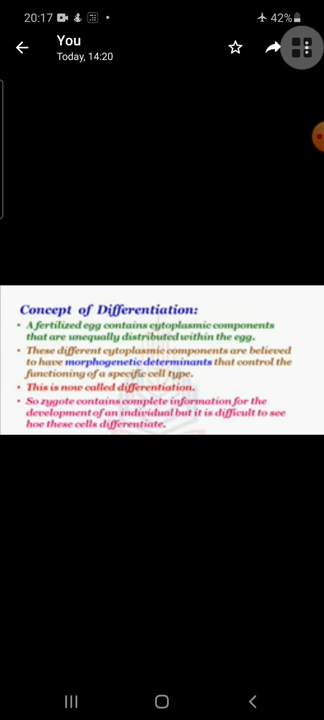 20:17
42%
You
Today, 14:20
Concept of Differentiation:
• A fertilized egg contains cytoplasmic components
that are unequally distributed within the egg.
• These different cytoplasmic components are believed
to have morphogenetic determinants that control the
functioning of a specific cell type.
• This is now called differentiation.
• So zygote contains complete information for the
development of an individual but it is difficult to see
hoe these cells differentiate.